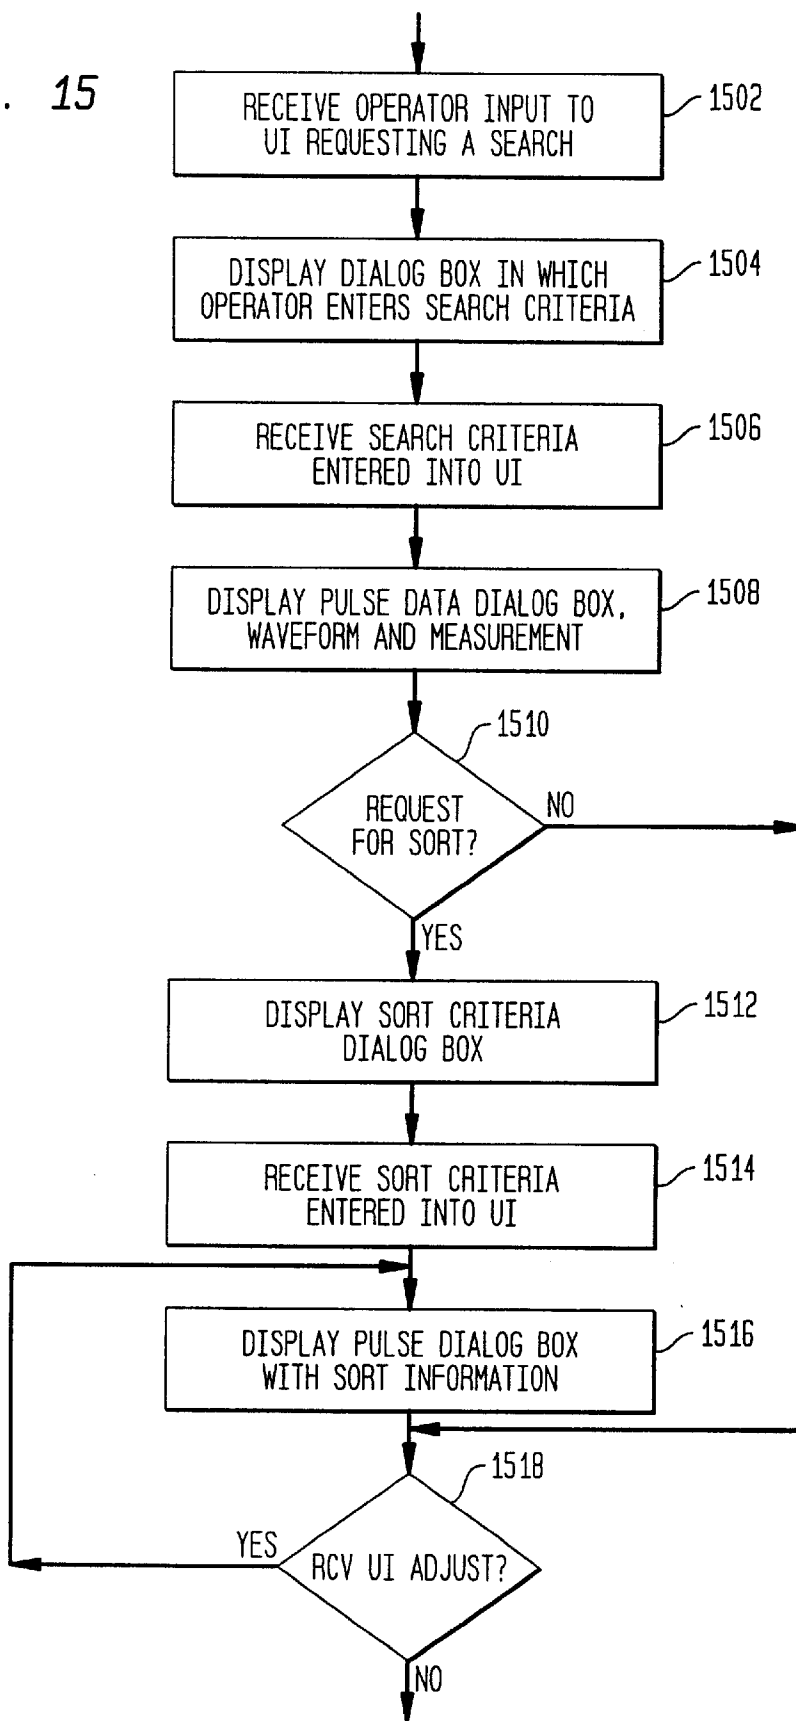 . 15
RECEIVE OPERATOR INPUT TO
UI REQUESTING A SEARCH
1502
DISPLAY DIALOG BOX IN WHICH
OPERATOR ENTERS SEARCH CRITERIA
1504
RECEIVE SEARCH CRITERIA
ENTERED INTO UI
1506
DISPLAY PULSE DATA DIALOG BOX,
WAVEFORM AND MEASUREMENT
1508
1510
REQUEST
FOR SORT?
NO
YES
DISPLAY SORT CRITERIA
DIALOG BOX
1512
RECEIVE SORT CRITERIA
ENTERED INTO UI
1514
DISPLAY PULSE DIALOG BOX
WITH SORT INFORMATION
1516
1518
YES
RCV UI ADJUST?
NO